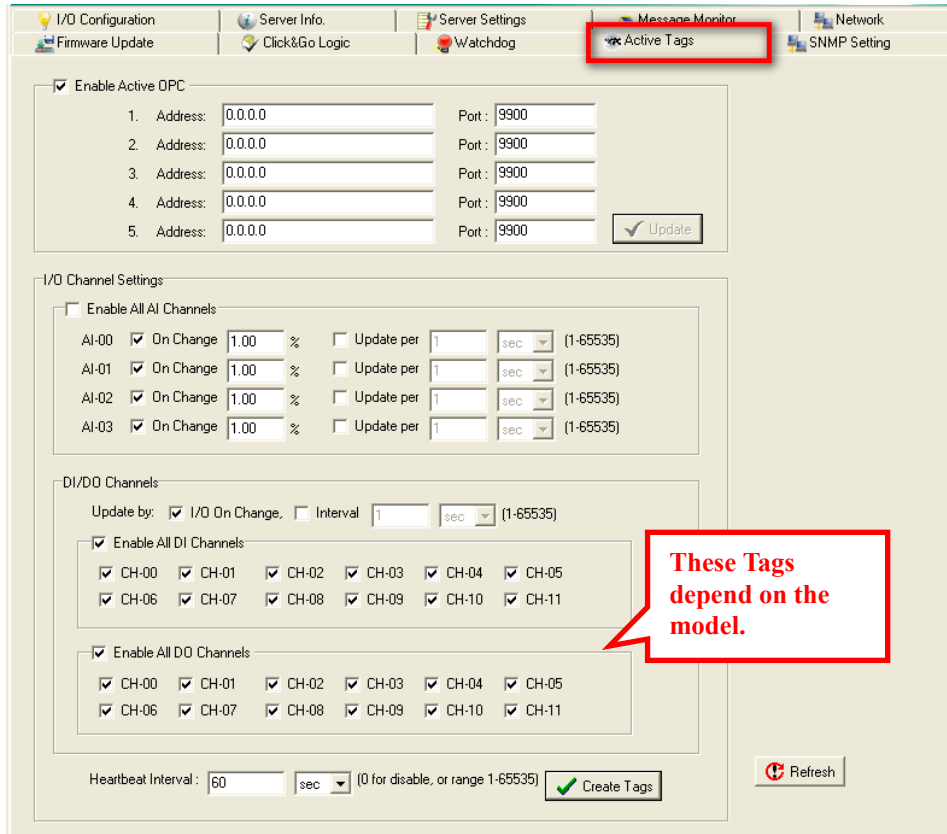 I/O Configuration Server Info. Server Settings Message Monitor Network
Firmware Update Click&Go Logic Watchdog Active Tags SNMP Setting
Enable Active OPC
1. Address: 0.0.0.0 Port : 9900
2. Address: 0.0.0.0 Port : 9900
3. Address: 0.0.0.0 Port : 9900
4. Address: 0.0.0.0 Port : 9900
5. Address: 0.0.0.0 Port : 9900 Update
I/O Channel Settings
Enable All AI Channels
AI-00 On Change 1.00 % Update per 1 sec (1-65535)
AI-01 On Change 1.00 % Update per 1 sec (1-65535)
AI-02 On Change 1.00 % Update per 1 sec (1-65535)
AI-03 On Change 1.00 % Update per 1 sec (1-65535)
DI/DO Channels
Update by: I/O On Change, Interval 1 sec (1-65535)
Enable All DI Channels
CH-00 CH-01 CH-02 CH-03 CH-04 CH-05
CH-06 CH-07 CH-08 CH-09 CH-10 CH-11
These Tags
depend on the
model.
Enable All DO Channels
CH-00 CH-01 CH-02 CH-03 CH-04 CH-05
CH-06 CH-07 CH-08 CH-09 CH-10 CH-11
Heartbeat Interval : 60 sec (0 for disable, or range 1-65535) Create Tags
Refresh